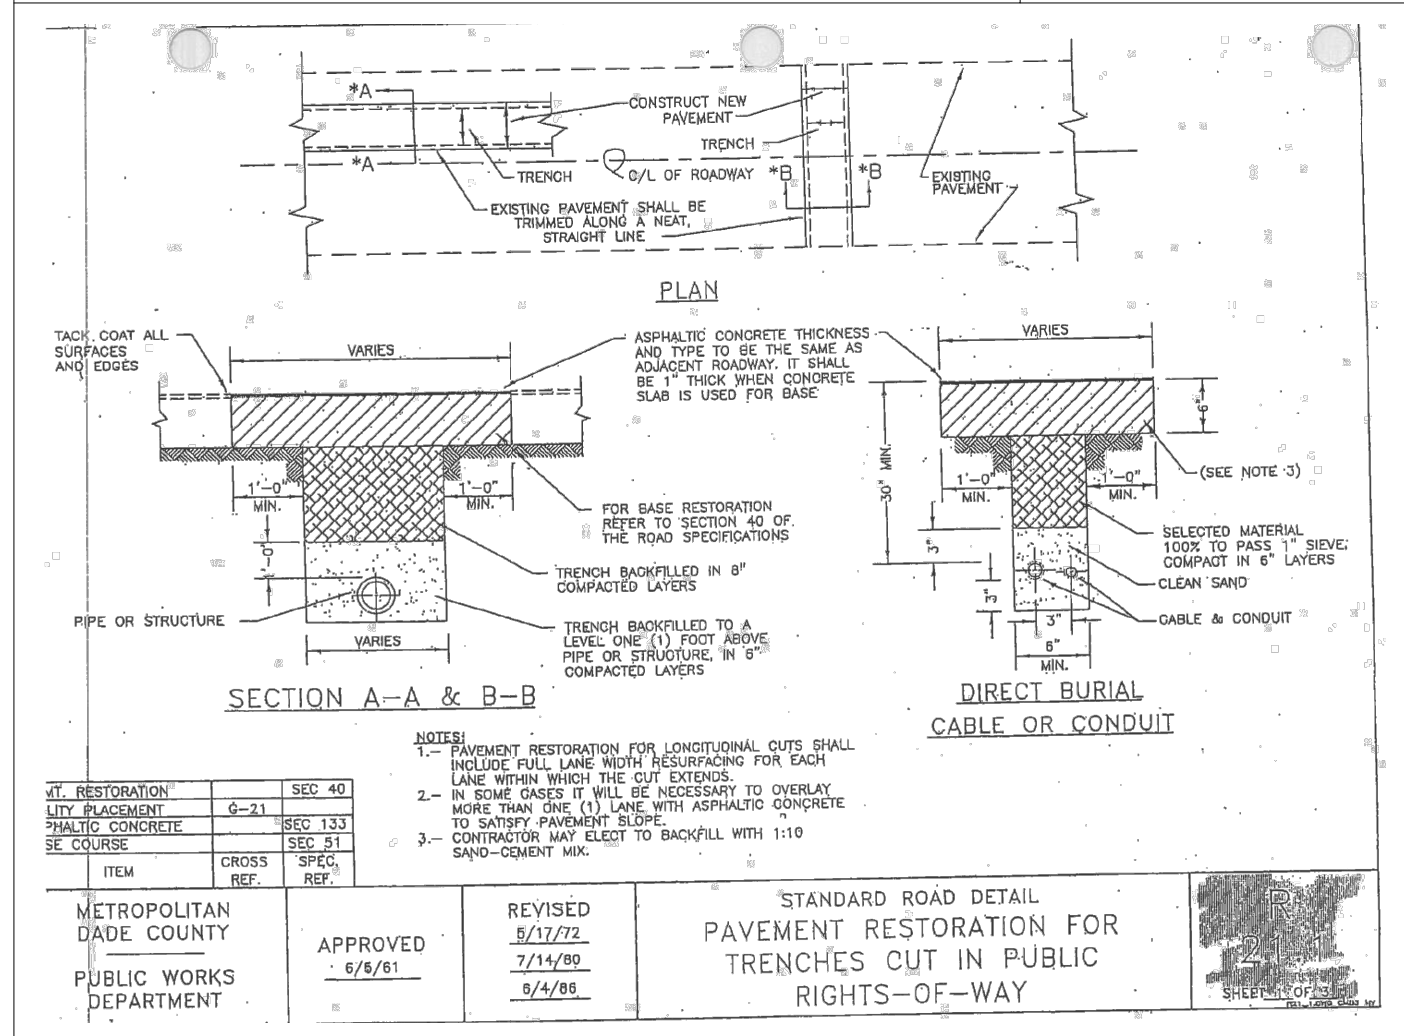 *A
CONSTRUCT NEW
PAVEMENT
TRENCH
*A
TRENCH
C/L OF ROADWAY
*B
*B
EXISTING
PAVEMENT
EXISTING PAVEMENT SHALL BE
TRIMMED ALONG A NEAT,
STRAIGHT LINE
PLAN
TACK COAT ALL
SURFACES
AND EDGES
VARIES
ASPHALTIC CONCRETE THICKNESS
AND TYPE TO BE THE SAME AS
ADJACENT ROADWAY. IT SHALL
BE 1" THICK WHEN CONCRETE
SLAB IS USED FOR BASE
1'-0"
MIN.
1'-0"
MIN.
FOR BASE RESTORATION
REFER TO SECTION 40 OF
THE ROAD SPECIFICATIONS
1'-0"
TRENCH BACKFILLED IN 8"
COMPACTED LAYERS
PIPE OR STRUCTURE
TRENCH BACKFILLED TO A
LEVEL ONE (1) FOOT ABOVE
PIPE OR STRUCTURE, IN 6"
COMPACTED LAYERS
VARIES
SECTION A-A & B-B
VARIES
6"
30" MIN.
1'-0"
MIN.
1'-0"
MIN.
(SEE NOTE 3)
SELECTED MATERIAL
100% TO PASS 1" SIEVE;
COMPACT IN 6" LAYERS
3"
CLEAN SAND
3"
CABLE & CONDUIT
3"
6"
MIN.
DIRECT BURIAL
CABLE OR CONDUIT
NOTES:
1.- PAVEMENT RESTORATION FOR LONGITUDINAL CUTS SHALL
INCLUDE FULL LANE WIDTH RESURFACING FOR EACH
LANE WITHIN WHICH THE CUT EXTENDS.
2.- IN SOME CASES IT WILL BE NECESSARY TO OVERLAY
MORE THAN ONE (1) LANE WITH ASPHALTIC CONCRETE
TO SATISFY PAVEMENT SLOPE.
3.- CONTRACTOR MAY ELECT TO BACKFILL WITH 1:10
SAND-CEMENT MIX.
MT. RESTORATION SEC 40
LITY PLACEMENT G-21
PHALTIC CONCRETE SEC 133
SE COURSE SEC 51
ITEM CROSS REF. SPEC. REF.
METROPOLITAN
DADE COUNTY
PUBLIC WORKS
DEPARTMENT
APPROVED
6/5/61
REVISED
5/17/72
7/14/80
6/4/86
STANDARD ROAD DETAIL
PAVEMENT RESTORATION FOR
TRENCHES CUT IN PUBLIC
RIGHTS-OF-WAY
R
21.1
SHEET 1 OF 3